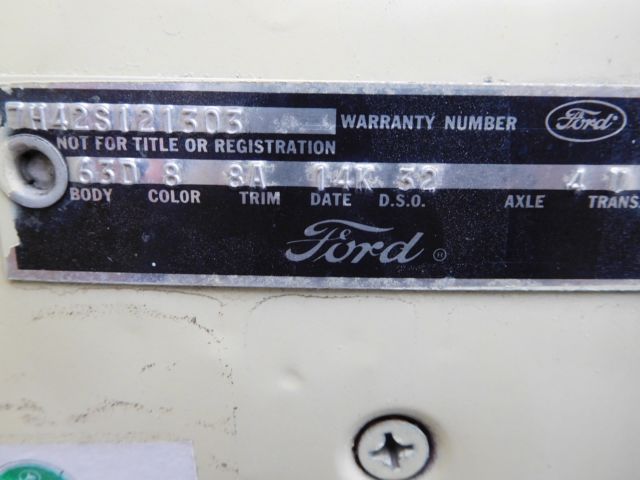 7H42S121303 WARRANTY NUMBER Ford
NOT FOR TITLE OR REGISTRATION
63D 8 8A 14K 32 4 D
BODY COLOR TRIM DATE D.S.O. AXLE TRANS.
Ford ®